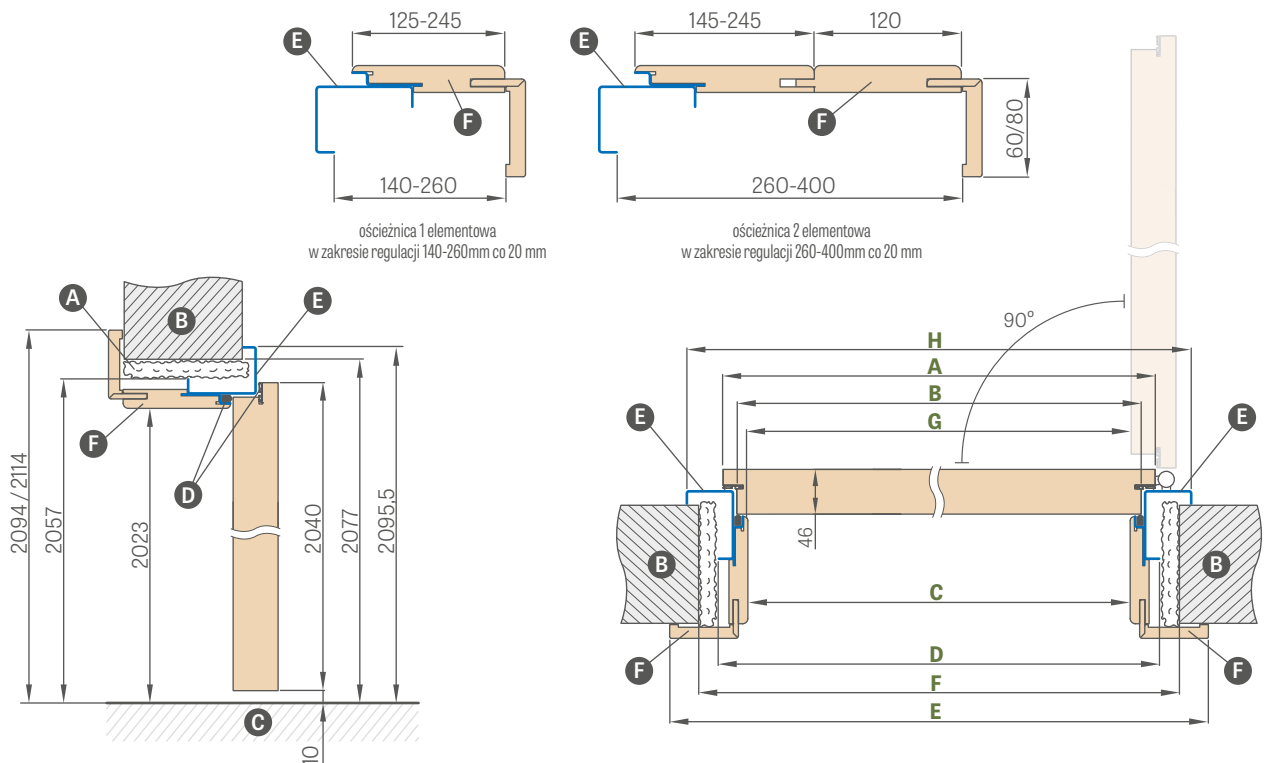 125-245
E
F
140-260
ościeżnica 1 elementowa
w zakresie regulacji 140-260mm co 20 mm
145-245
120
E
F
60/80
260-400
ościeżnica 2 elementowa
w zakresie regulacji 260-400mm co 20 mm
A
B
E
F
D
2094 / 2114
2057
2023
2040
2077
2095,5
C
10
90°
H
A
B
G
E
E
46
B
B
C
F
D
F
F
E